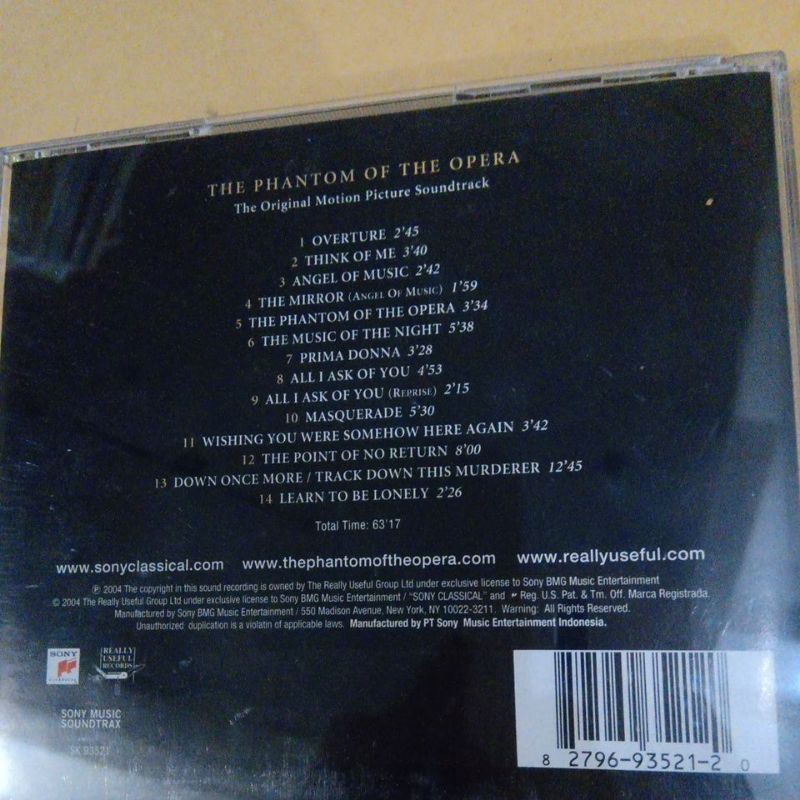 THE PHANTOM OF THE OPERA
The Original Motion Picture Soundtrack
1 OVERTURE 2'45
2 THINK OF ME 3'40
3 ANGEL OF MUSIC 2'42
4 THE MIRROR (ANGEL OF MUSIC) 1'59
5 THE PHANTOM OF THE OPERA 3'34
6 THE MUSIC OF THE NIGHT 5'38
7 PRIMA DONNA 3'28
8 ALL I ASK OF YOU 4'53
9 ALL I ASK OF YOU (REPRISE) 2'15
10 MASQUERADE 5'30
11 WISHING YOU WERE SOMEHOW HERE AGAIN 3'42
12 THE POINT OF NO RETURN 8'00
13 DOWN ONCE MORE / TRACK DOWN THIS MURDERER 12'45
14 LEARN TO BE LONELY 2'26
Total Time: 63'17
www.sonyclassical.com www.thephantomoftheopera.com www.reallyuseful.com
℗ 2004 The copyright in this sound recording is owned by The Really Useful Group Ltd under exclusive license to Sony BMG Music Entertainment
© 2004 The Really Useful Group Ltd under exclusive license to Sony BMG Music Entertainment / "SONY CLASSICAL" and Reg. U.S. Pat. & Tm. Off. Marca Registrada.
Manufactured by Sony BMG Music Entertainment / 550 Madison Avenue, New York, NY 10022-3211. Warning: All Rights Reserved.
Unauthorized duplication is a violatin of applicable laws. Manufactured by PT Sony Music Entertainment Indonesia.
SONY
REALLY
USEFUL
RECORDS
SONY MUSIC
SOUNDTRAX
SK 93521
8 2796-93521-2 0